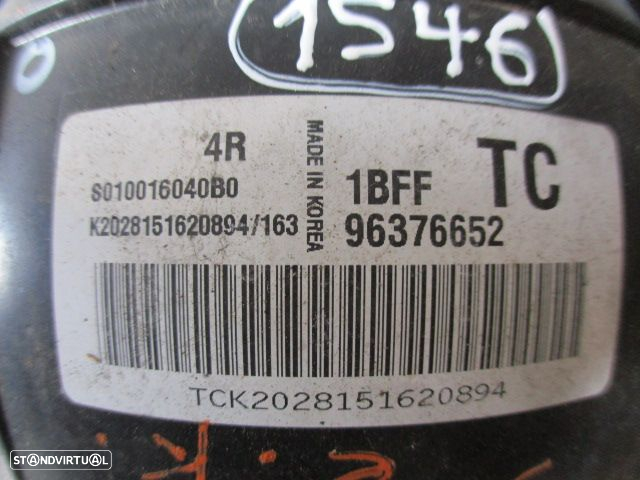 1546
4R
MADE IN KOREA
1BFF
TC
S010016040B0
K2028151620894/163
96376652
TCK2028151620894
STANDVIRTUAL